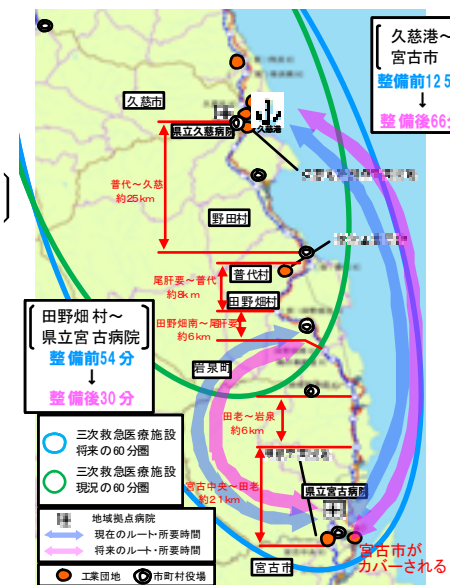 久慈港～
宮古市
整備前125
↓
整備後66分
久慈市
県立久慈病院
久慈港
普代～久慈
約25km
野田村
普代村
尾肝要～普代
約8km
田野畑村
田野畑南～尾肝要
約6km
田野畑村～
県立宮古病院
整備前54分
↓
整備後30分
岩泉町
田老～岩泉
約6km
三次救急医療施設
将来の60分圏
三次救急医療施設
現況の60分圏
地域拠点病院
現在のルート・所要時間
将来のルート・所要時間
宮古中央～田老
約21km
県立宮古病院
宮古市が
カバーされる
宮古市
工業団地
市町村役場